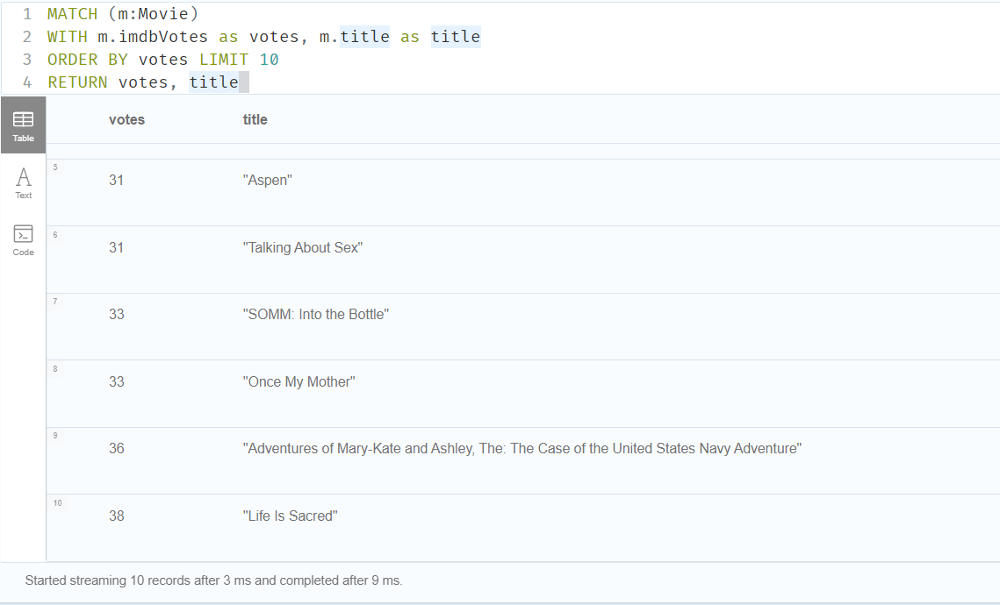 1 MATCH (m:Movie)
2 WITH m.imdbVotes as votes, m.title as title
3 ORDER BY votes LIMIT 10
4 RETURN votes, title
Table
Text
Code
votes title
5 31 "Aspen"
6 31 "Talking About Sex"
7 33 "SOMM: Into the Bottle"
8 33 "Once My Mother"
9 36 "Adventures of Mary-Kate and Ashley, The: The Case of the United States Navy Adventure"
10 38 "Life Is Sacred"
Started streaming 10 records after 3 ms and completed after 9 ms.